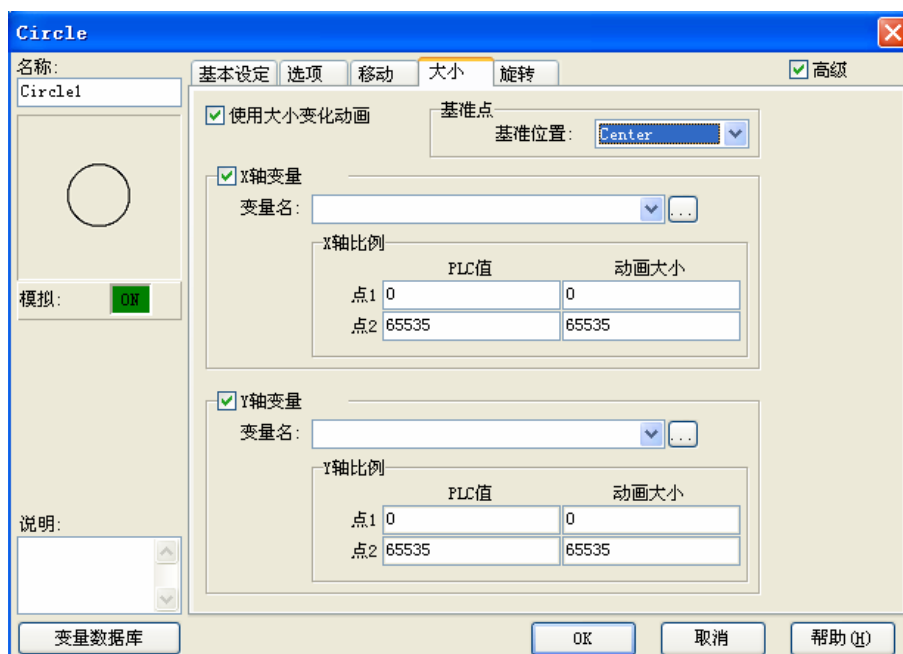 Circle
名称:
Circle1
基本设定 选项 移动 大小 旋转
高级
使用大小变化动画
基准点
基准位置: Center
X轴变量
变量名: ...
X轴比例
PLC值 动画大小
点1 0 0
点2 65535 65535
模拟: ON
Y轴变量
变量名: ...
Y轴比例
PLC值 动画大小
点1 0 0
点2 65535 65535
说明:
变量数据库 OK 取消 帮助(H)